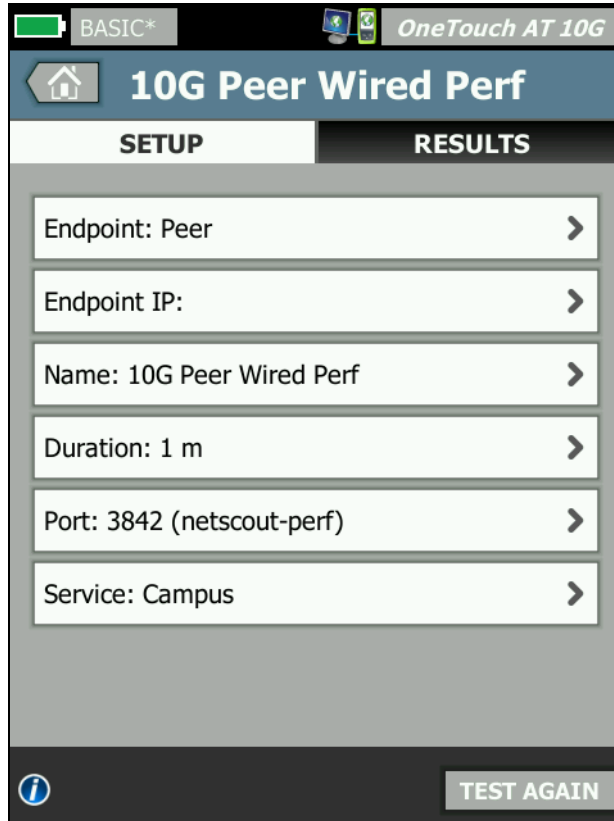 BASIC*
OneTouch AT 10G
10G Peer Wired Perf
SETUP
RESULTS
Endpoint: Peer
Endpoint IP:
Name: 10G Peer Wired Perf
Duration: 1 m
Port: 3842 (netscout-perf)
Service: Campus
i
TEST AGAIN